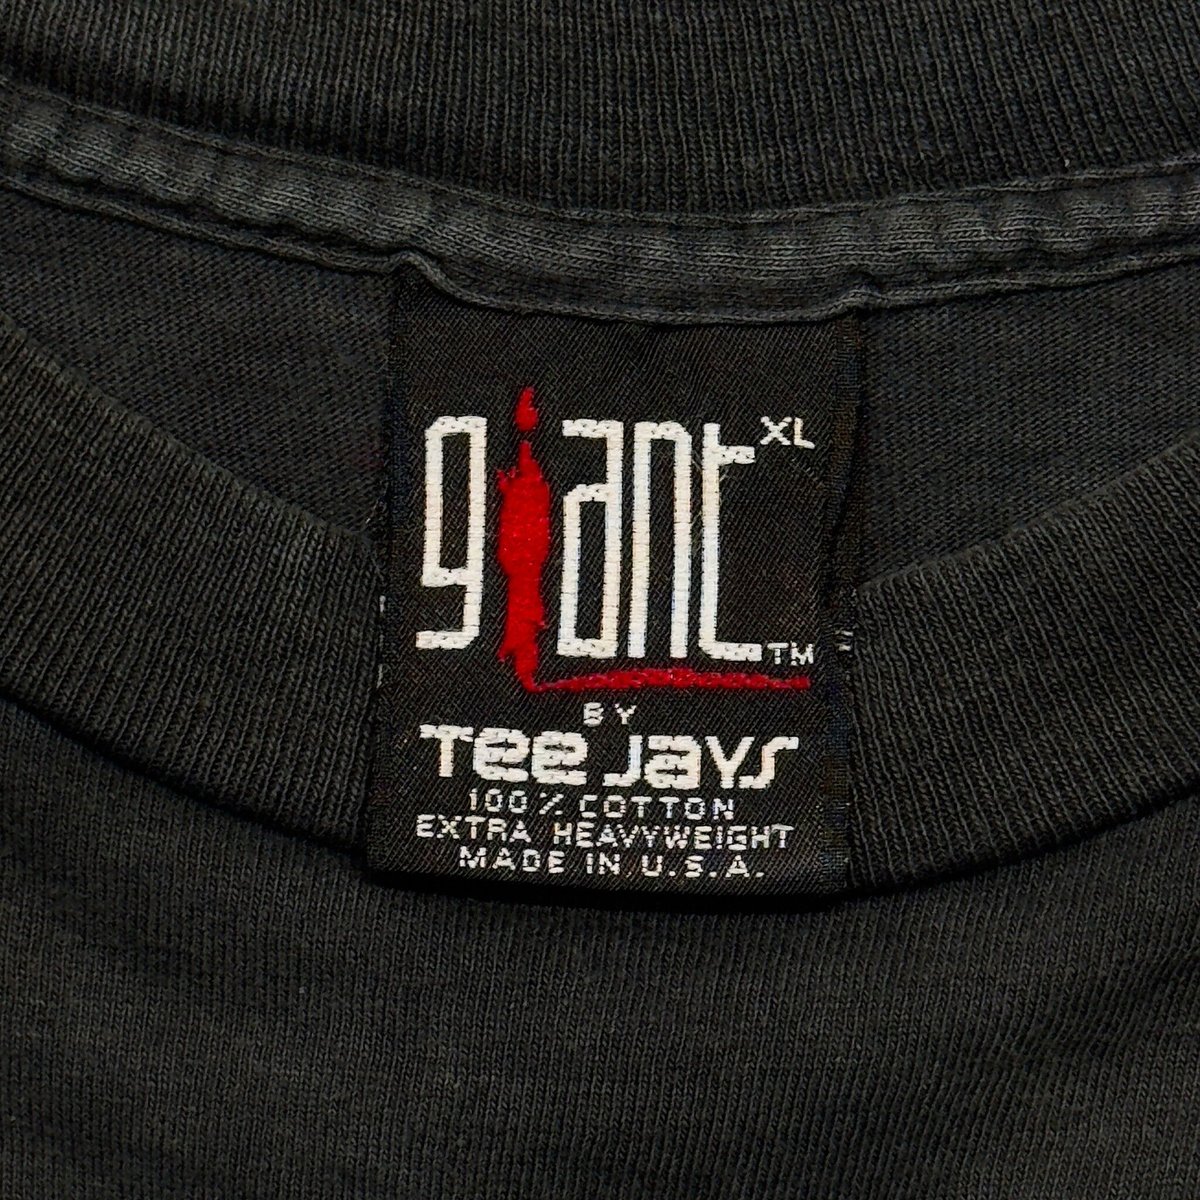 giant XL
TM
BY
Tee Jays
100% COTTON
EXTRA HEAVYWEIGHT
MADE IN U.S.A.